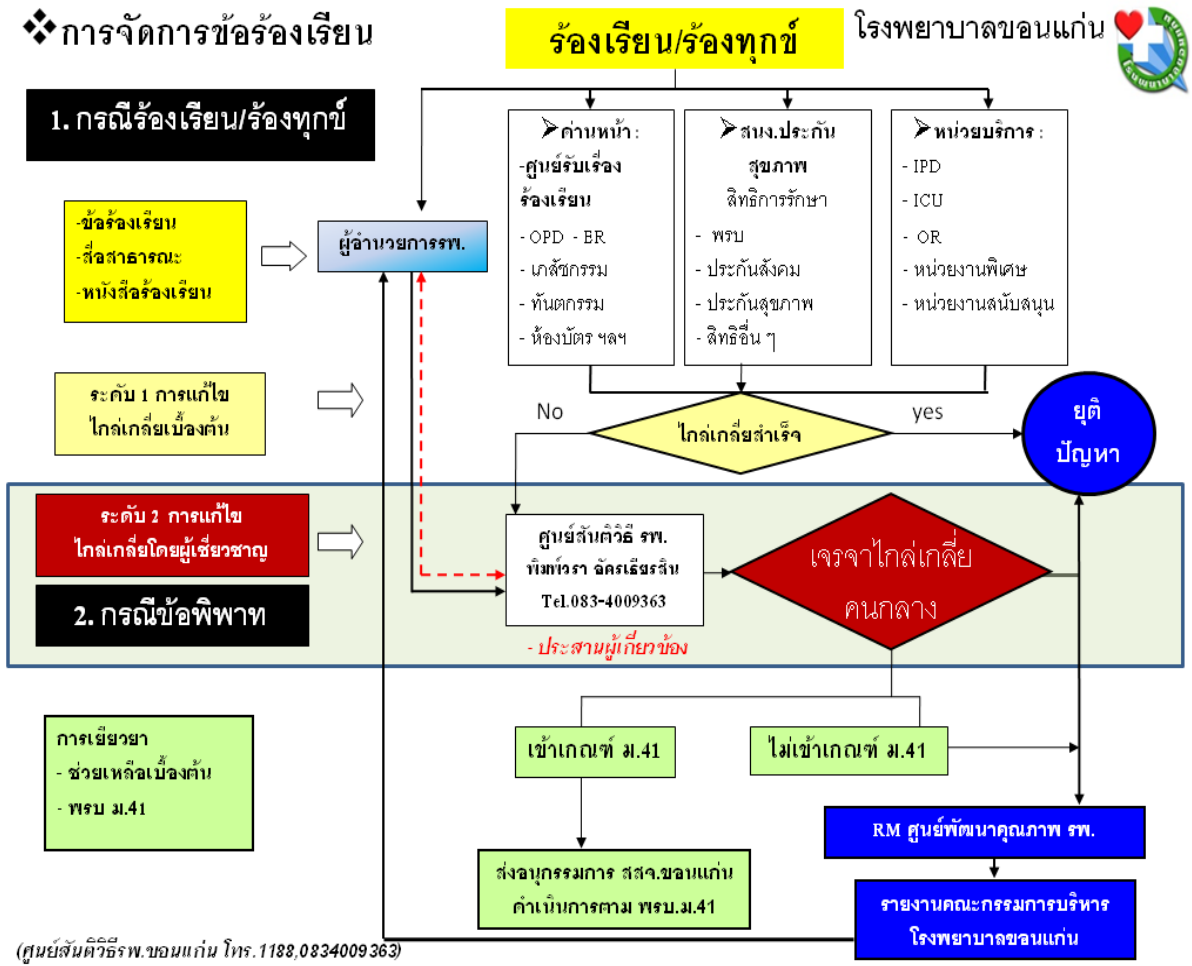 ❖การจัดการข้อร้องเรียน
ร้องเรียน/ร้องทุกข์
โรงพยาบาลขอนแก่น
1. กรณีร้องเรียน/ร้องทุกข์
➢ด่านหน้า :
-ศูนย์รับเรื่อง
ร้องเรียน
- OPD - ER
- เภสัชกรรม
- ทันตกรรม
- ห้องบัตร ฯลฯ
➢สนง.ประกัน
สุขภาพ
สิทธิการรักษา
- พรบ
- ประกันสังคม
- ประกันสุขภาพ
- สิทธิอื่น ๆ
➢หน่วยบริการ :
- IPD
- ICU
- OR
- หน่วยงานพิเศษ
- หน่วยงานสนับสนุน
-ข้อร้องเรียน
-สื่อสาธารณะ
-หนังสือร้องเรียน
ผู้อำนวยการรพ.
ระดับ 1 การแก้ไข
ไกล่เกลี่ยเบื้องต้น
No
ไกล่เกลี่ยสำเร็จ
yes
ยุติ
ปัญหา
ระดับ 2 การแก้ไข
ไกล่เกลี่ยโดยผู้เชี่ยวชาญ
2. กรณีข้อพิพาท
ศูนย์สันติวิธี รพ.
พิมพ์วรา อัครเธียรสิน
Tel.083-4009363
- ประสานผู้เกี่ยวข้อง
เจรจาไกล่เกลี่ย
คนกลาง
การเยียวยา
- ช่วยเหลือเบื้องต้น
- พรบ ม.41
เข้าเกณฑ์ ม.41
ไม่เข้าเกณฑ์ ม.41
RM ศูนย์พัฒนาคุณภาพ รพ.
ส่งอนุกรรมการ สสจ.ขอนแก่น
ดำเนินการตาม พรบ.ม.41
รายงานคณะกรรมการบริหาร
โรงพยาบาลขอนแก่น
(ศูนย์สันติวิธีรพ.ขอนแก่น โทร.1188,0834009363)